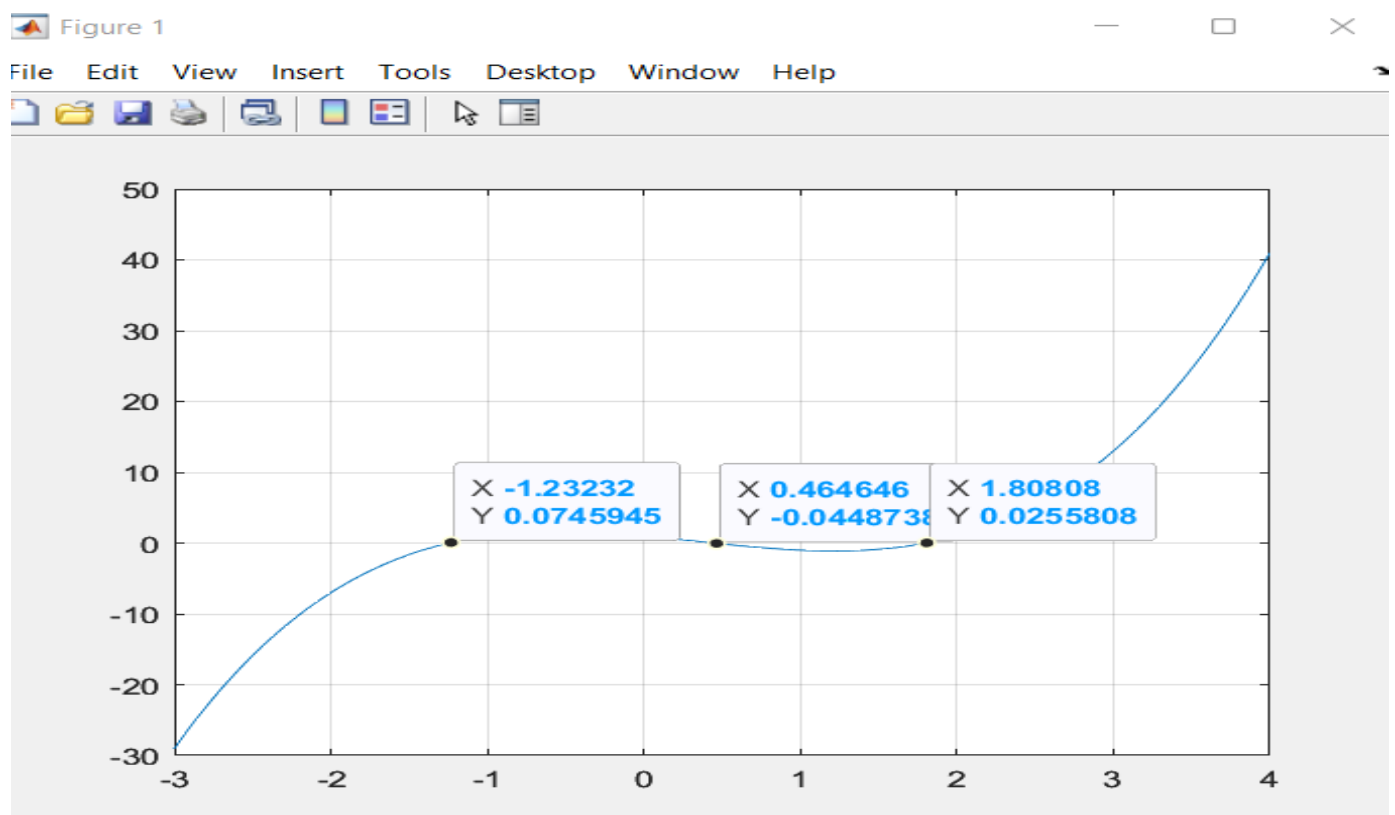 Figure 1
File Edit View Insert Tools Desktop Window Help
50
40
30
20
10
0
-10
-20
-30
X -1.23232
Y 0.0745945
X 0.464646
Y -0.0448738
X 1.80808
Y 0.0255808
-3 -2 -1 0 1 2 3 4